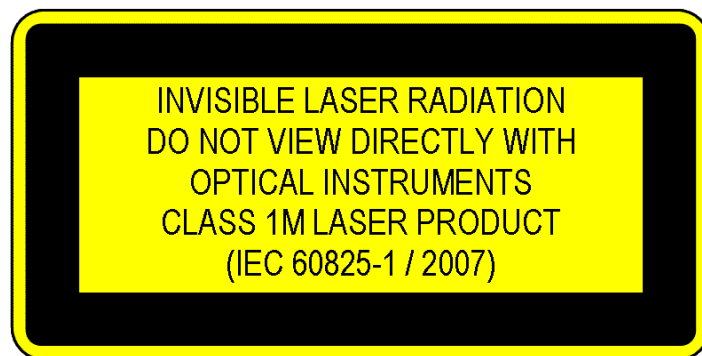 INVISIBLE LASER RADIATION
DO NOT VIEW DIRECTLY WITH
OPTICAL INSTRUMENTS
CLASS 1M LASER PRODUCT
(IEC 60825-1 / 2007)